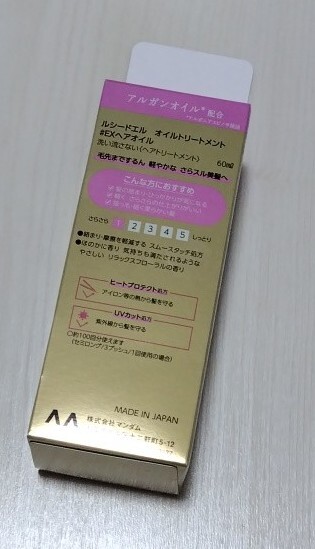 アルガンオイル*配合
ルシードエル オイルトリートメント
#EXヘアオイル
洗い流さない〈ヘアトリートメント〉 60mℓ
毛先まですとるん 軽やかな さらスル美髪へ
こんな方におすすめ
さらさら 1 2 3 4 5 しっとり
●絡まり・摩擦を軽減する スムースタッチ処方
●ほのかに香り 気持ちも満たされるような
やさしい リラックスフローラルの香り
ヒートプロテクト処方
アイロン等の熱から髪を守る
UVカット処方
紫外線から髪を守る
○約100回分使えます
(セミロング/3プッシュ/1回使用の場合)
MADE IN JAPAN
株式会社マンダム
5-12